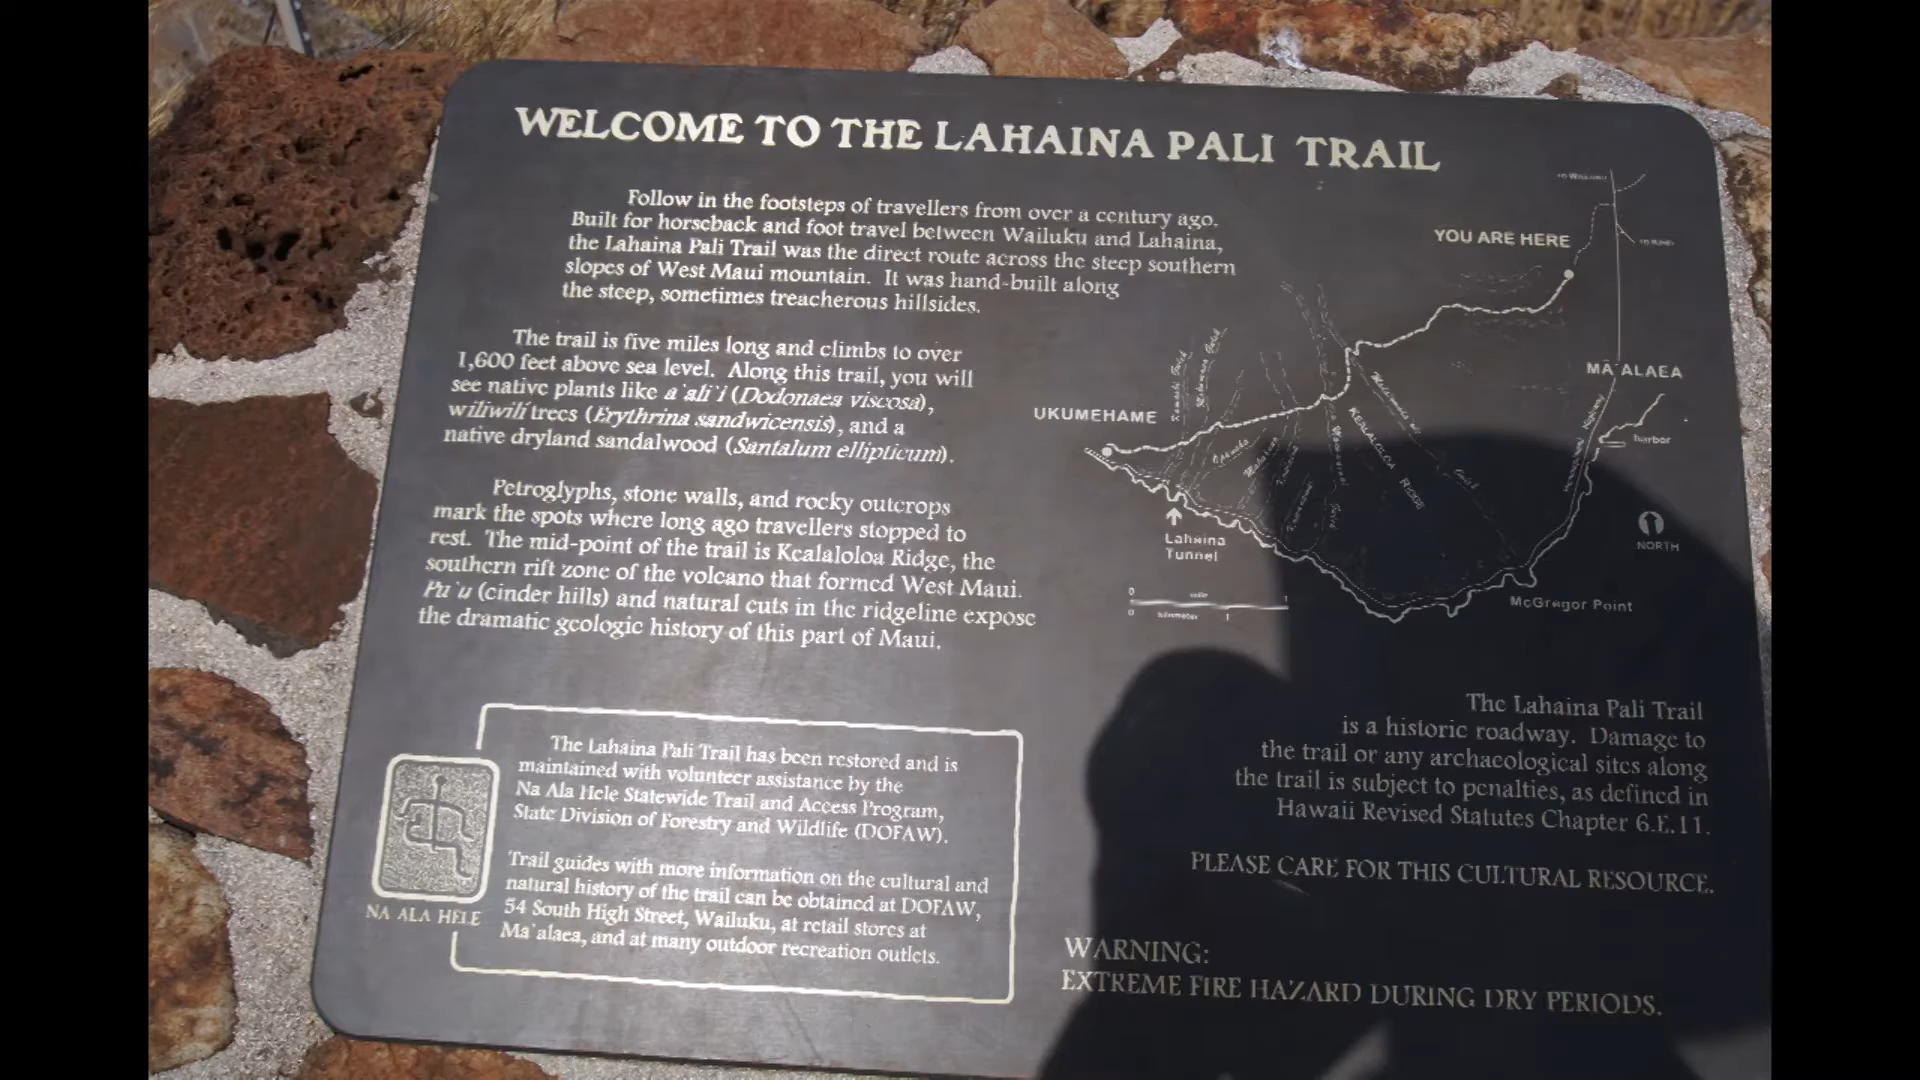 WELCOME TO THE LAHAINA PALI TRAIL
Follow in the footsteps of travellers from over a century ago.
Built for horseback and foot travel between Wailuku and Lahaina,
the Lahaina Pali Trail was the direct route across the steep southern
slopes of West Maui mountain. It was hand-built along
the steep, sometimes treacherous hillsides.
The trail is five miles long and climbs to over
1,600 feet above sea level. Along this trail, you will
see native plants like a`ali`i (Dodonaea viscosa),
wiliwili trees (Erythrina sandwicensis), and a
native dryland sandalwood (Santalum ellipticum).
Petroglyphs, stone walls, and rocky outcrops
mark the spots where long ago travellers stopped to
rest. The mid-point of the trail is Kealaloloa Ridge, the
southern rift zone of the volcano that formed West Maui.
Pu`u (cinder hills) and natural cuts in the ridgeline expose
the dramatic geologic history of this part of Maui.
The Lahaina Pali Trail has been restored and is
maintained with volunteer assistance by the
Na Ala Hele Statewide Trail and Access Program,
State Division of Forestry and Wildlife (DOFAW).
Trail guides with more information on the cultural and
natural history of the trail can be obtained at DOFAW,
54 South High Street, Wailuku, at retail stores at
Ma`alaea, and at many outdoor recreation outlets.
NA ALA HELE
TO WAILUKU
YOU ARE HERE
MA`ALAEA
UKUMEHAME
harbor
RIDGE
Lahaina
Tunnel
NORTH
McGregor Point
0 mile 1
0 kilometer 1
The Lahaina Pali Trail
is a historic roadway. Damage to
the trail or any archaeological sites along
the trail is subject to penalties, as defined in
Hawaii Revised Statutes Chapter 6.E.11.
PLEASE CARE FOR THIS CULTURAL RESOURCE.
WARNING:
EXTREME FIRE HAZARD DURING DRY PERIODS.